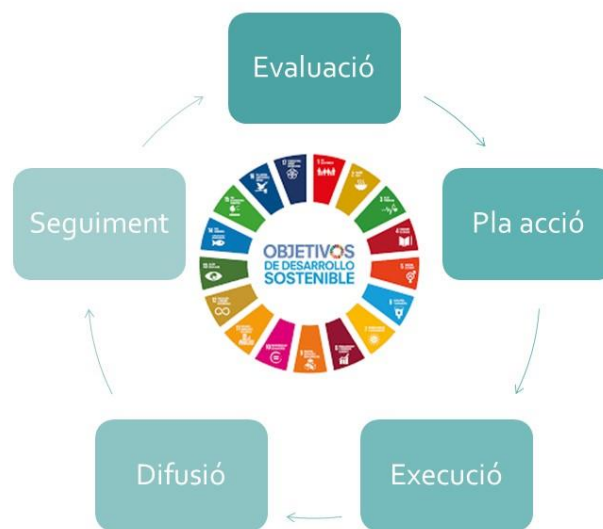 Evaluació
Seguiment
Pla acció
OBJETIVOS
DE DESARROLLO
SOSTENIBLE
Difusió
Execució